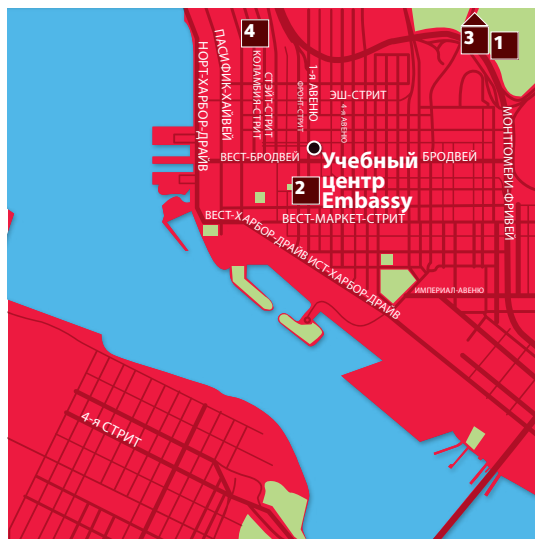 4
3
1
НОРТ-ХАРБОР-ДРАЙВ
ПАСИФИК-ХАЙВЕЙ
КОЛАМБИЯ-СТРИТ
СТЭЙТ-СТРИТ
ФРОНТ-СТРИТ
1-я АВЕНЮ
4-я АВЕНЮ
ЭШ-СТРИТ
МОНТГОМЕРИ-ФРИВЕЙ
ВЕСТ-БРОДВЕЙ
БРОДВЕЙ
Учебный
центр
Embassy
2
ВЕСТ-МАРКЕТ-СТРИТ
ВЕСТ-ХАРБОР-ДРАЙВ
ИСТ-ХАРБОР-ДРАЙВ
ИМПЕРИАЛ-АВЕНЮ
4-я СТРИТ